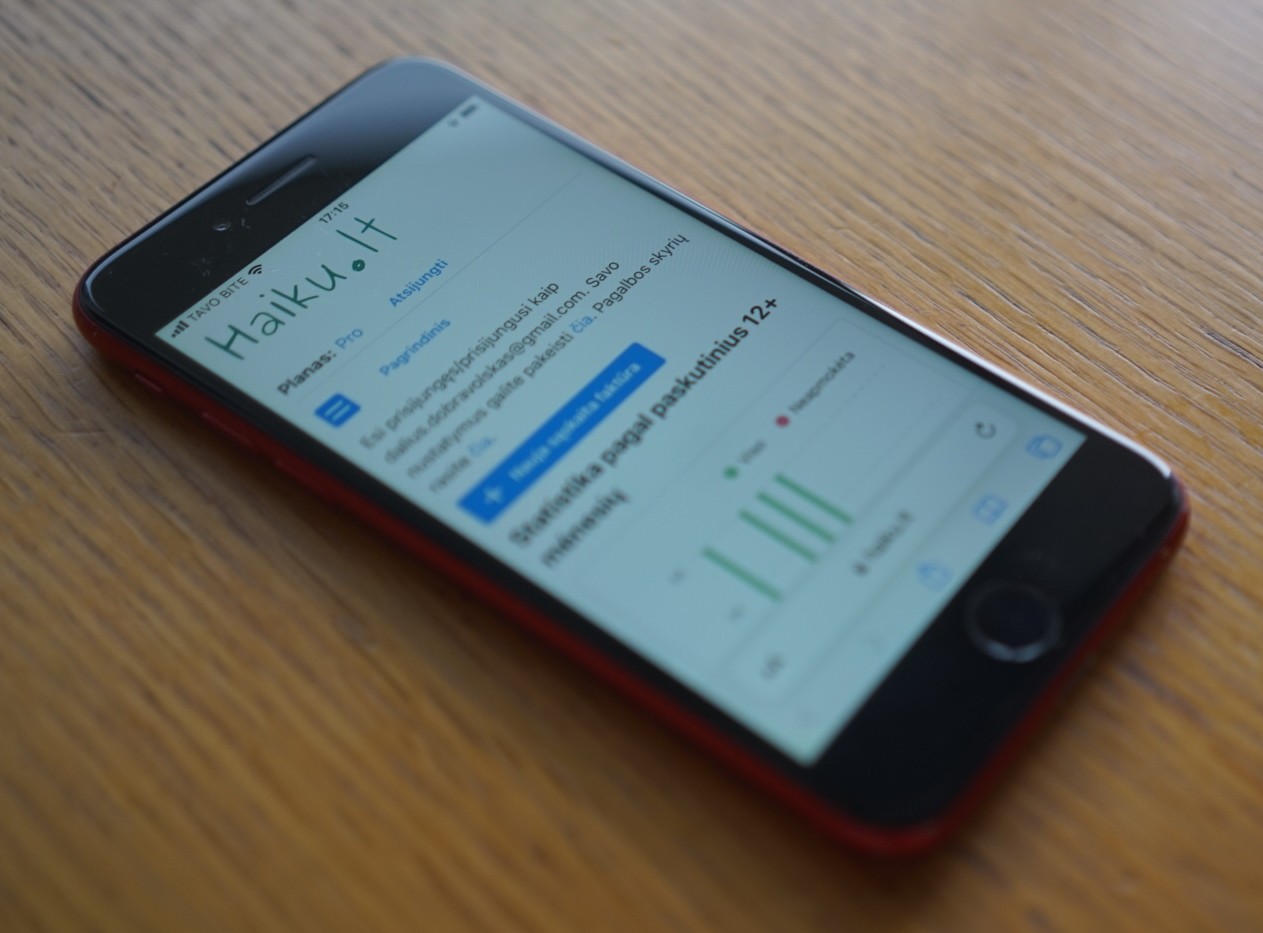 TAVO BITE
17:15
Haiku.lt
Planas: Pro
Atsijungti
Pagrindinis
Esi prisijungęs/prisijungusi kaip
dalius.dobravolskas@gmail.com. Savo
nustatymus galite pakeisti čia. Pagalbos skyrių
rasite čia.
+ Nauja sąskaita faktūra
Statistika pagal paskutinius 12+
mėnesių
Viso
Neapmokėta
haiku.lt